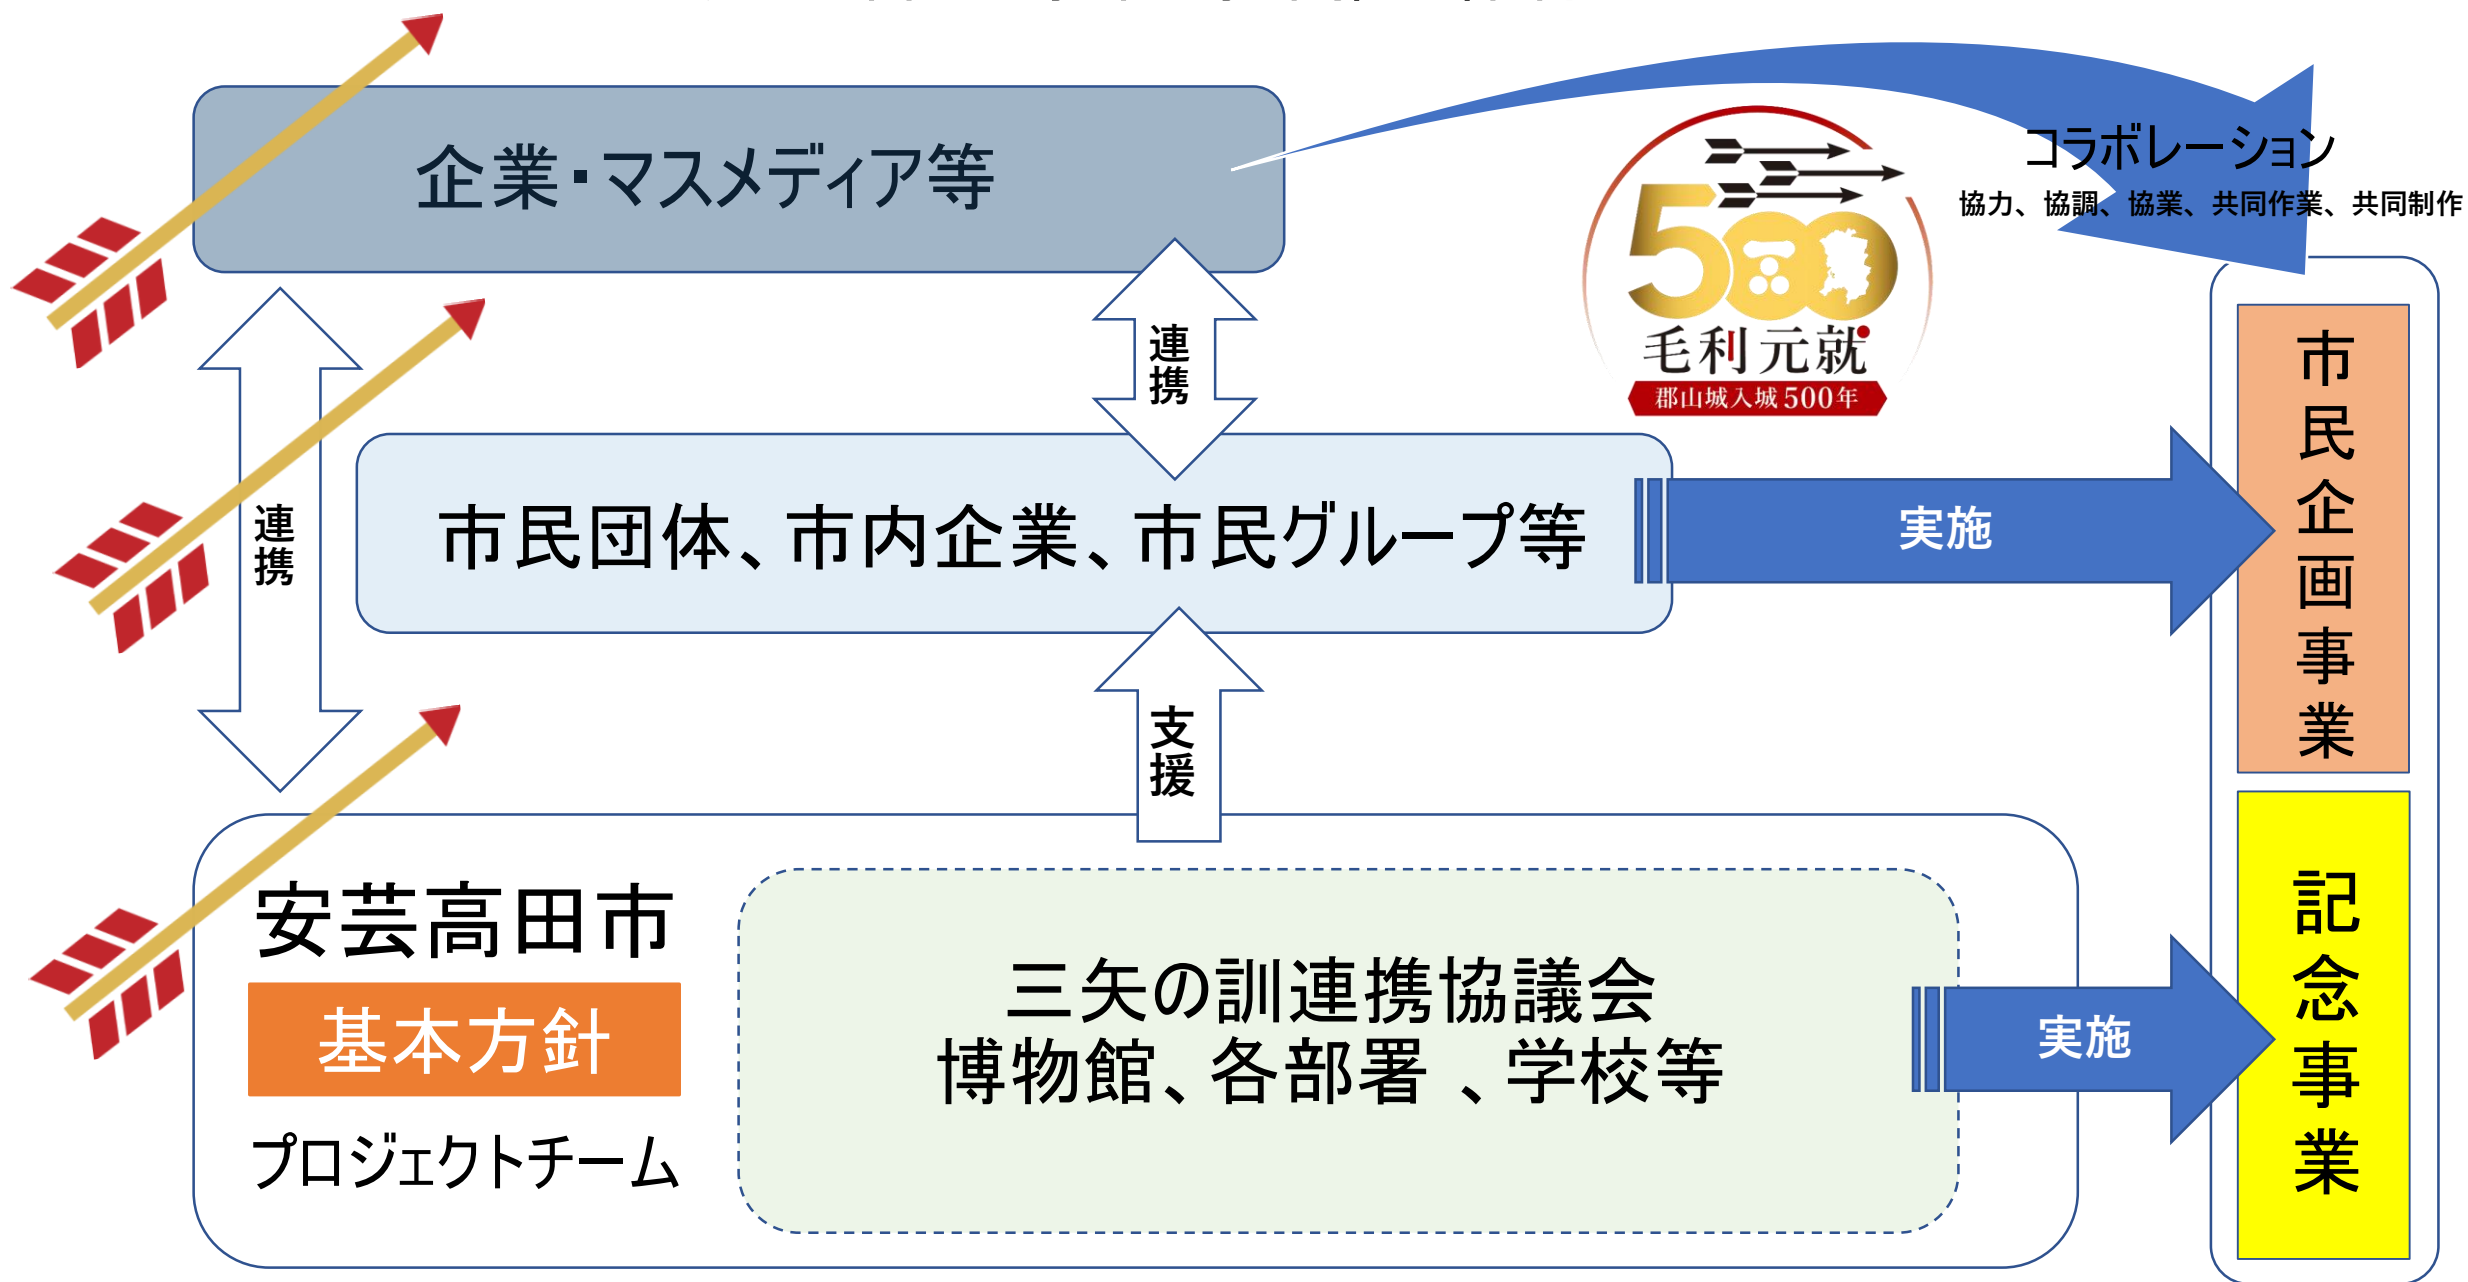 企業・マスメディア等
コラボレーション
協力、協調、協業、共同作業、共同制作
500
毛利元就
郡山城入城500年
連携
連携
市民団体、市内企業、市民グループ等
実施
市民企画事業
支援
安芸高田市
基本方針
プロジェクトチーム
三矢の訓連携協議会
博物館、各部署 、学校等
実施
記念事業